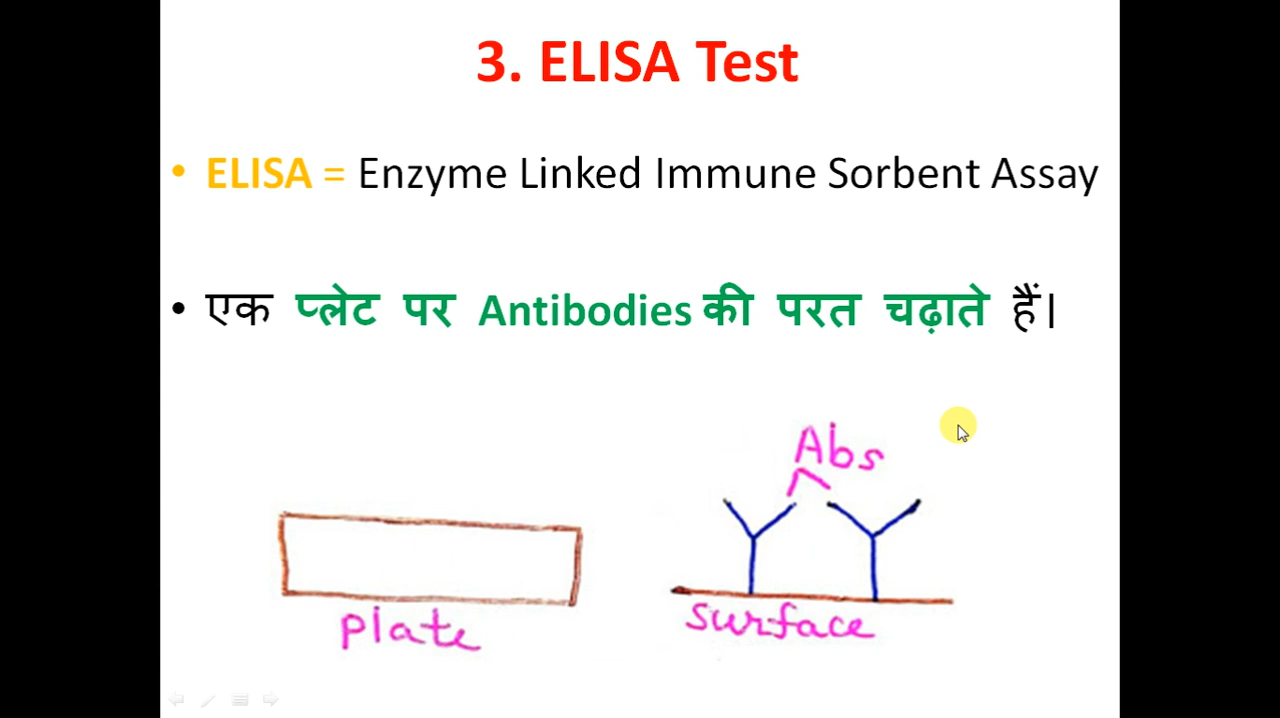 3. ELISA Test
• ELISA = Enzyme Linked Immune Sorbent Assay
• एक प्लेट पर Antibodies की परत चढ़ाते हैं।
Abs
plate
surface